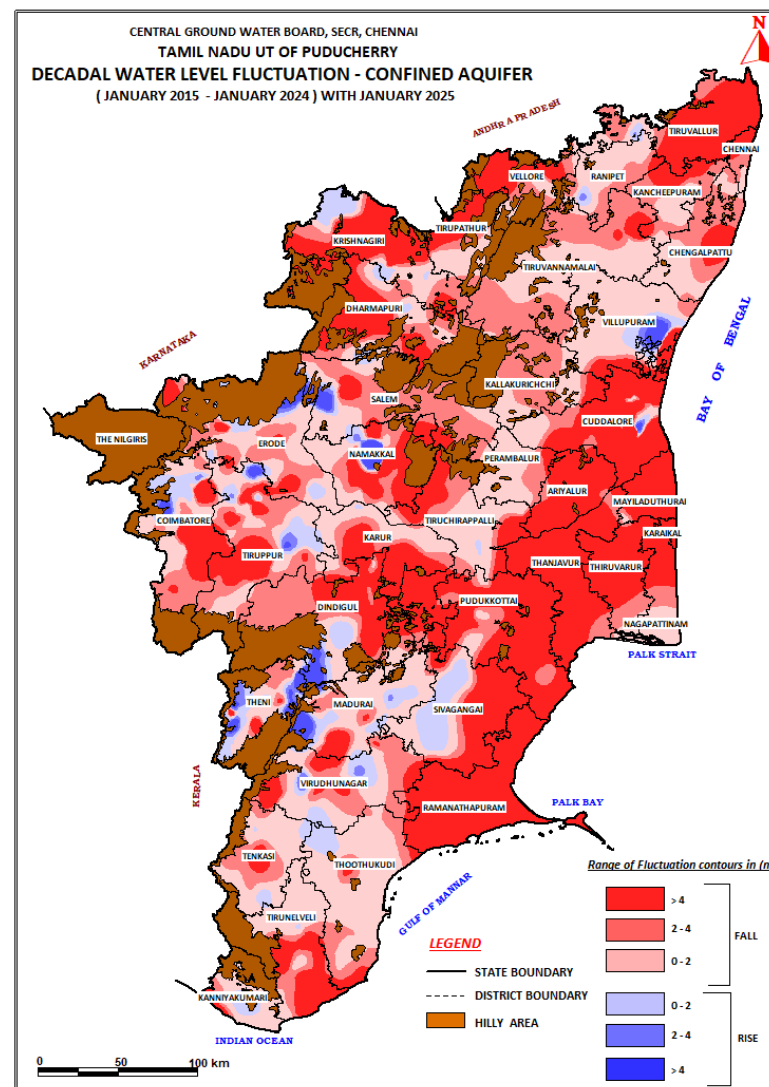 CENTRAL GROUND WATER BOARD, SECR, CHENNAI
TAMIL NADU UT OF PUDUCHERRY
DECADAL WATER LEVEL FLUCTUATION - CONFINED AQUIFER
( JANUARY 2015 - JANUARY 2024 ) WITH JANUARY 2025
N
ANDHRA PRADESH
TIRUVALLUR
CHENNAI
VELLORE
RANIPET
KANCHEEPURAM
TIRUPATHUR
KRISHNAGIRI
CHENGALPATTU
TIRUVANNAMALAI
DHARMAPURI
VILLUPURAM
BAY OF BENGAL
KARNATAKA
KALLAKURICHCHI
SALEM
CUDDALORE
THE NILGIRIS
ERODE
NAMAKKAL
PERAMBALUR
ARIYALUR
MAYILADUTHURAI
COIMBATORE
TIRUCHIRAPPALLI
KARAIKAL
KARUR
TIRUPPUR
THANJAVUR
THIRUVARUR
PUDUKKOTTAI
DINDIGUL
NAGAPATTINAM
PALK STRAIT
THENI
MADURAI
SIVAGANGAI
KERALA
VIRUDHUNAGAR
RAMANATHAPURAM
PALK BAY
TENKASI
THOOTHUKUDI
GULF OF MANNAR
TIRUNELVELI
KANNIYAKUMARI
INDIAN OCEAN
Range of Fluctuation contours in (n
> 4
2 - 4
0 - 2
FALL
0 - 2
2 - 4
> 4
RISE
LEGEND
STATE BOUNDARY
DISTRICT BOUNDARY
HILLY AREA
0 50 100 km